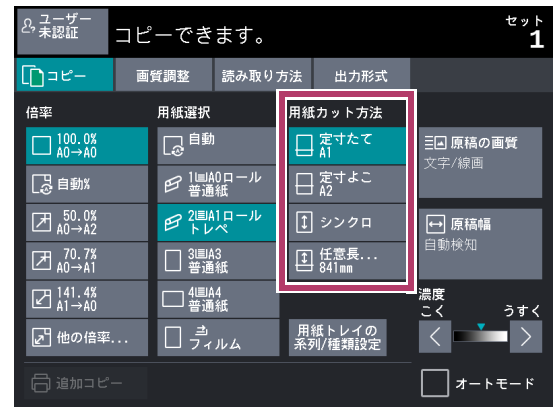 ユーザー
未認証
コピーできます。
セット
1
コピー
画質調整
読み取り方法
出力形式
倍率
100.0%
A0→A0
自動%
50.0%
A0→A2
70.7%
A0→A1
141.4%
A1→A0
他の倍率...
用紙選択
自動
1 A0ロール
普通紙
2 A1ロール
トレペ
3 A3
普通紙
4 A4
普通紙
フィルム
用紙カット方法
定寸たて
A1
定寸よこ
A2
シンクロ
任意長...
841mm
用紙トレイの
系列/種類設定
原稿の画質
文字/線画
原稿幅
自動検知
濃度
こく うすく
追加コピー
オートモード